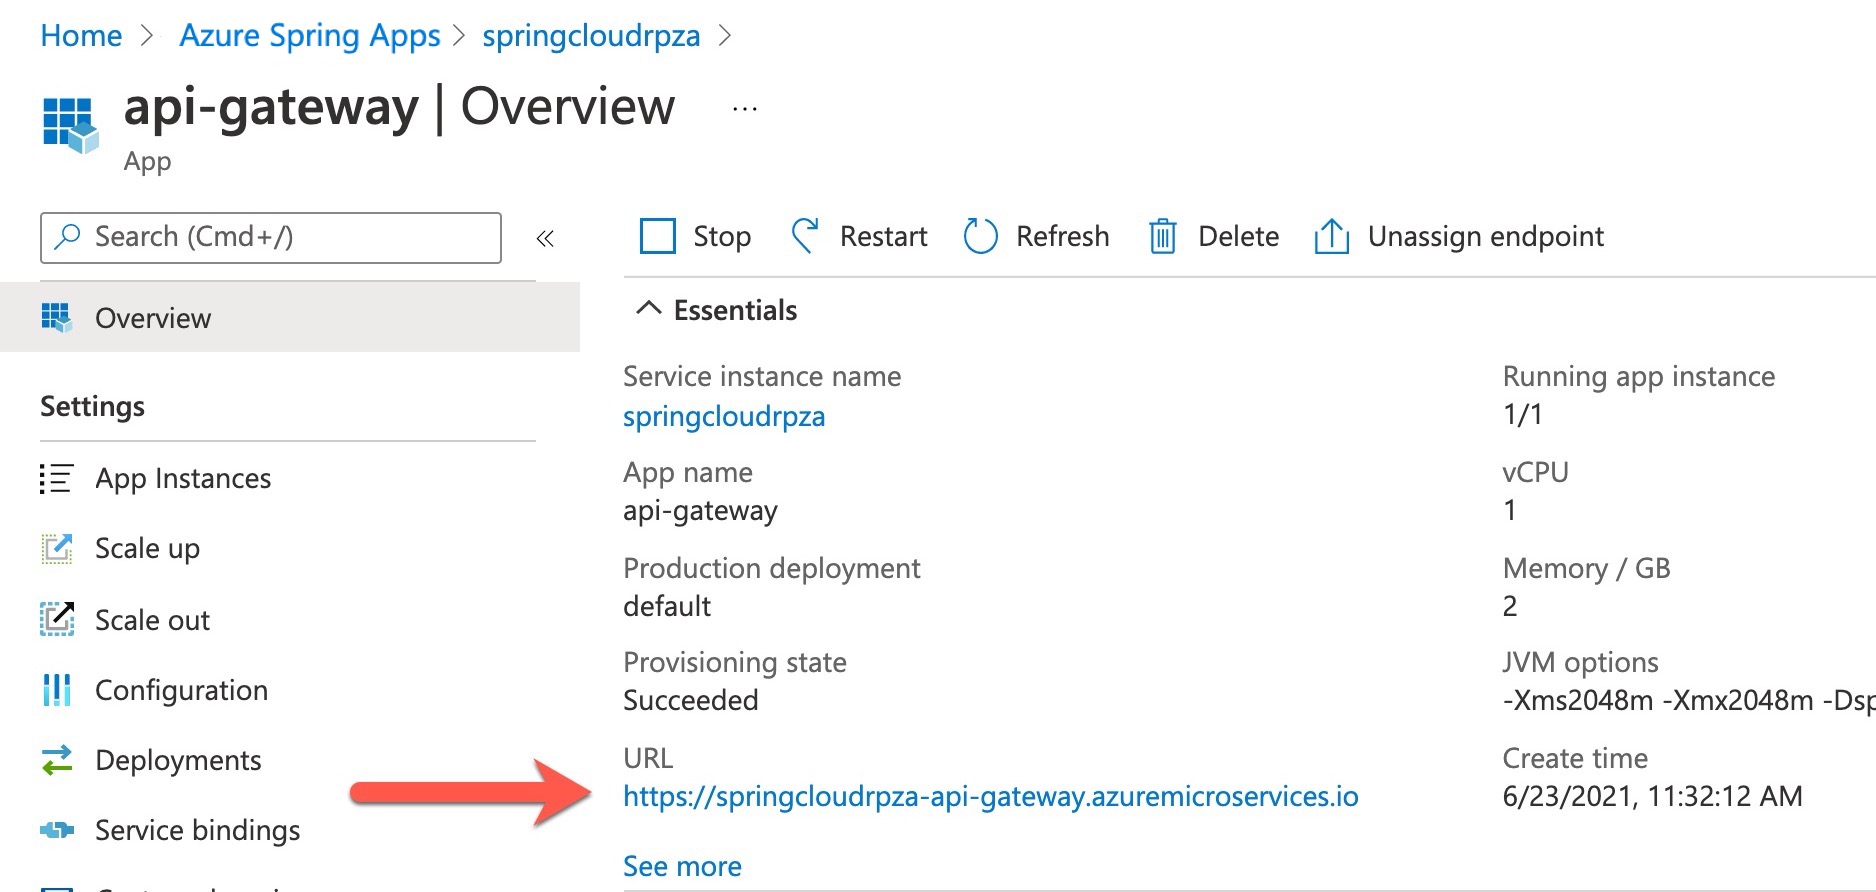 Home > Azure Spring Apps > springcloudrpza >
api-gateway | Overview ...
App
Search (Cmd+/) «
Stop Restart Refresh Delete Unassign endpoint
Overview
Settings
App Instances
Scale up
Scale out
Configuration
Deployments
Service bindings
Essentials
Service instance name
springcloudrpza
App name
api-gateway
Production deployment
default
Provisioning state
Succeeded
URL
https://springcloudrpza-api-gateway.azuremicroservices.io
See more
Running app instance
1/1
vCPU
1
Memory / GB
2
JVM options
-Xms2048m -Xmx2048m -Dsp
Create time
6/23/2021, 11:32:12 AM